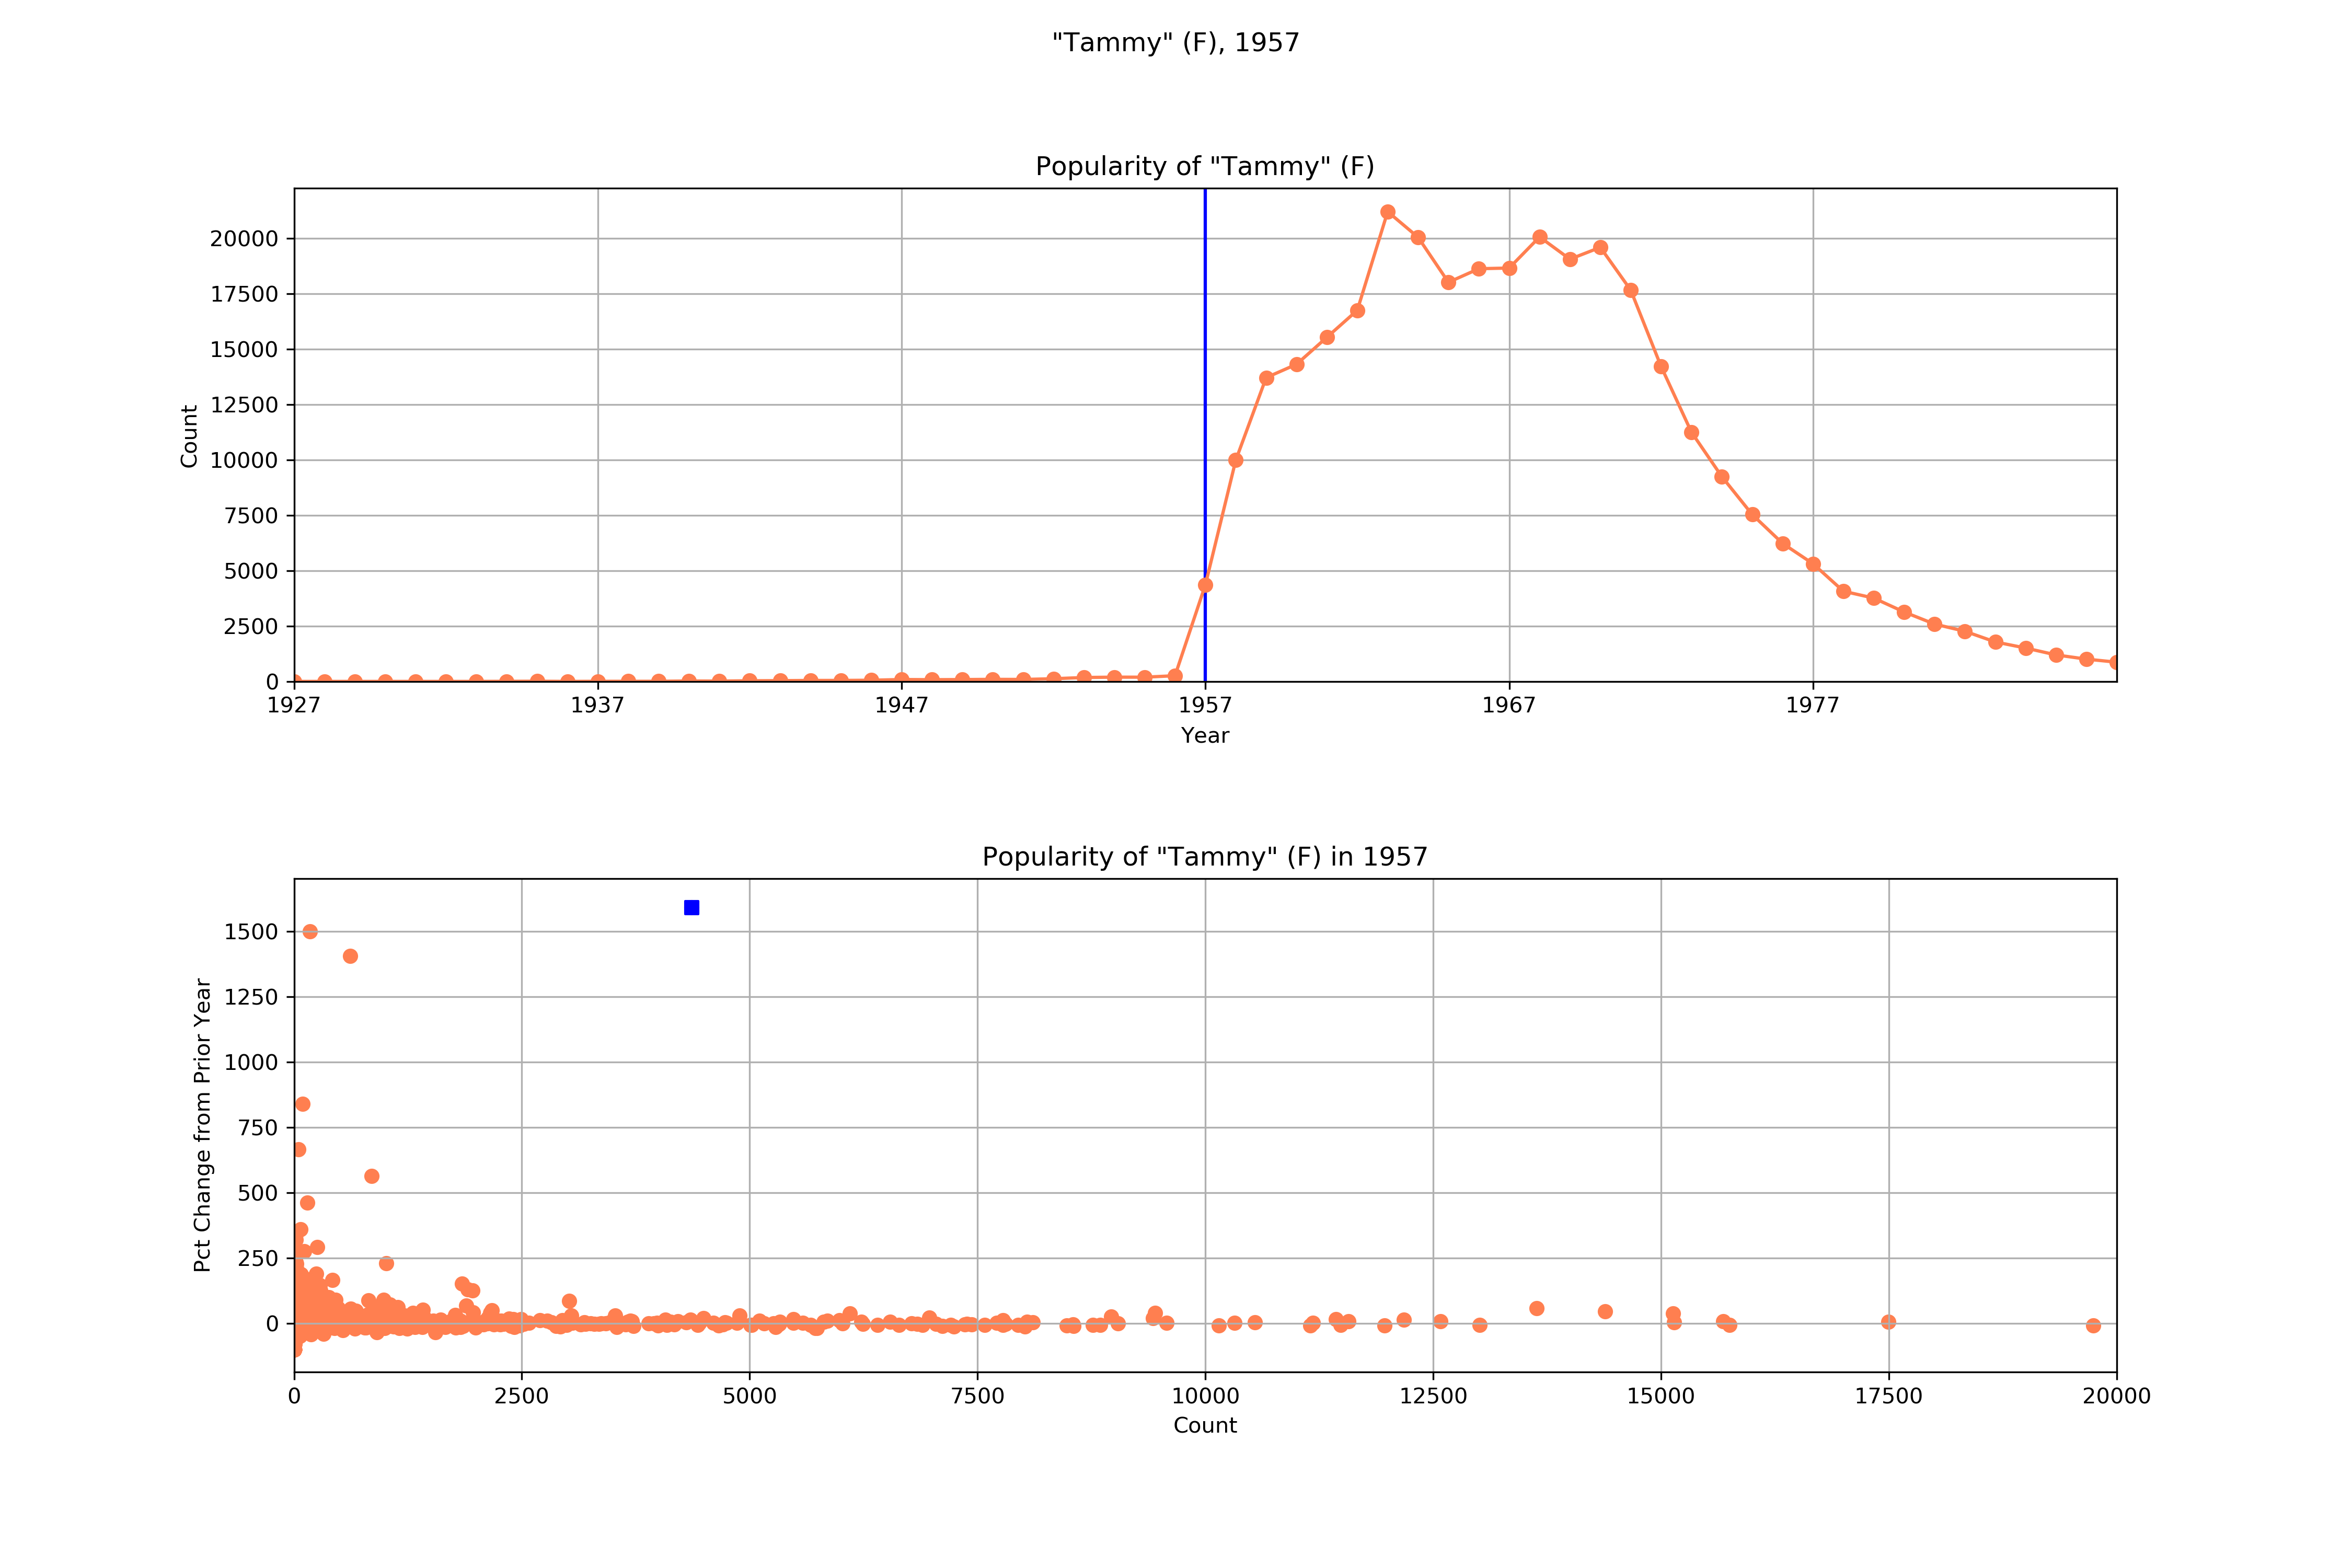 "Tammy" (F), 1957
Popularity of "Tammy" (F)
20000
17500
15000
12500
10000
7500
5000
2500
0
Count
1927 1937 1947 1957 1967 1977
Year
Popularity of "Tammy" (F) in 1957
1500
1250
1000
750
500
250
0
Pct Change from Prior Year
0 2500 5000 7500 10000 12500 15000 17500 20000
Count